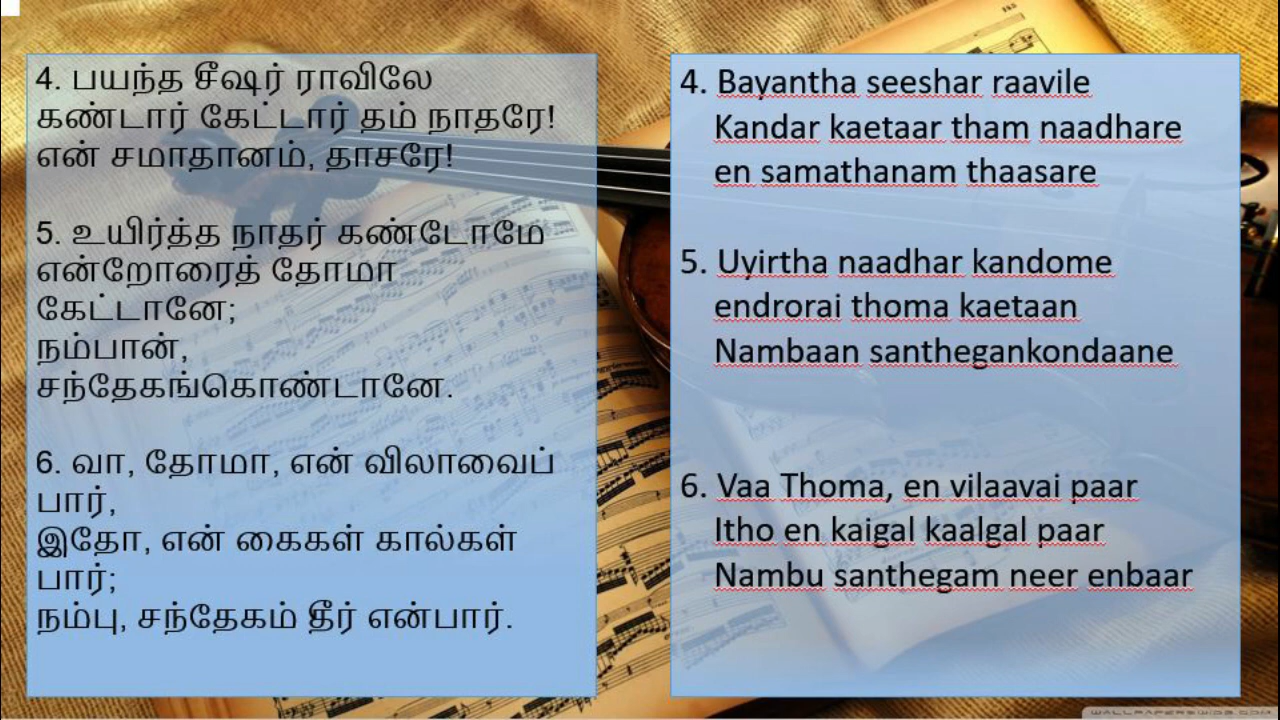 4. பயந்த சீஷர் ராவிலே
கண்டார் கேட்டார் தம் நாதரே!
என் சமாதானம், தாசரே!
5. உயிர்த்த நாதர் கண்டோமே
என்றோரைத் தோமா
கேட்டானே;
நம்பான்,
சந்தேகங்கொண்டானே.
6. வா, தோமா, என் விலாவைப்
பார்,
இதோ, என் கைகள் கால்கள்
பார்;
நம்பு, சந்தேகம் தீர் என்பார்.
4. Bayantha seeshar raavile
Kandar kaetaar tham naadhare
en samathanam thaasare
5. Uyirtha naadhar kandome
endrorai thoma kaetaan
Nambaan santhegankondaane
6. Vaa Thoma, en vilaavai paar
Itho en kaigal kaalgal paar
Nambu santhegam neer enbaar
WALLPAPERSWIDE.COM